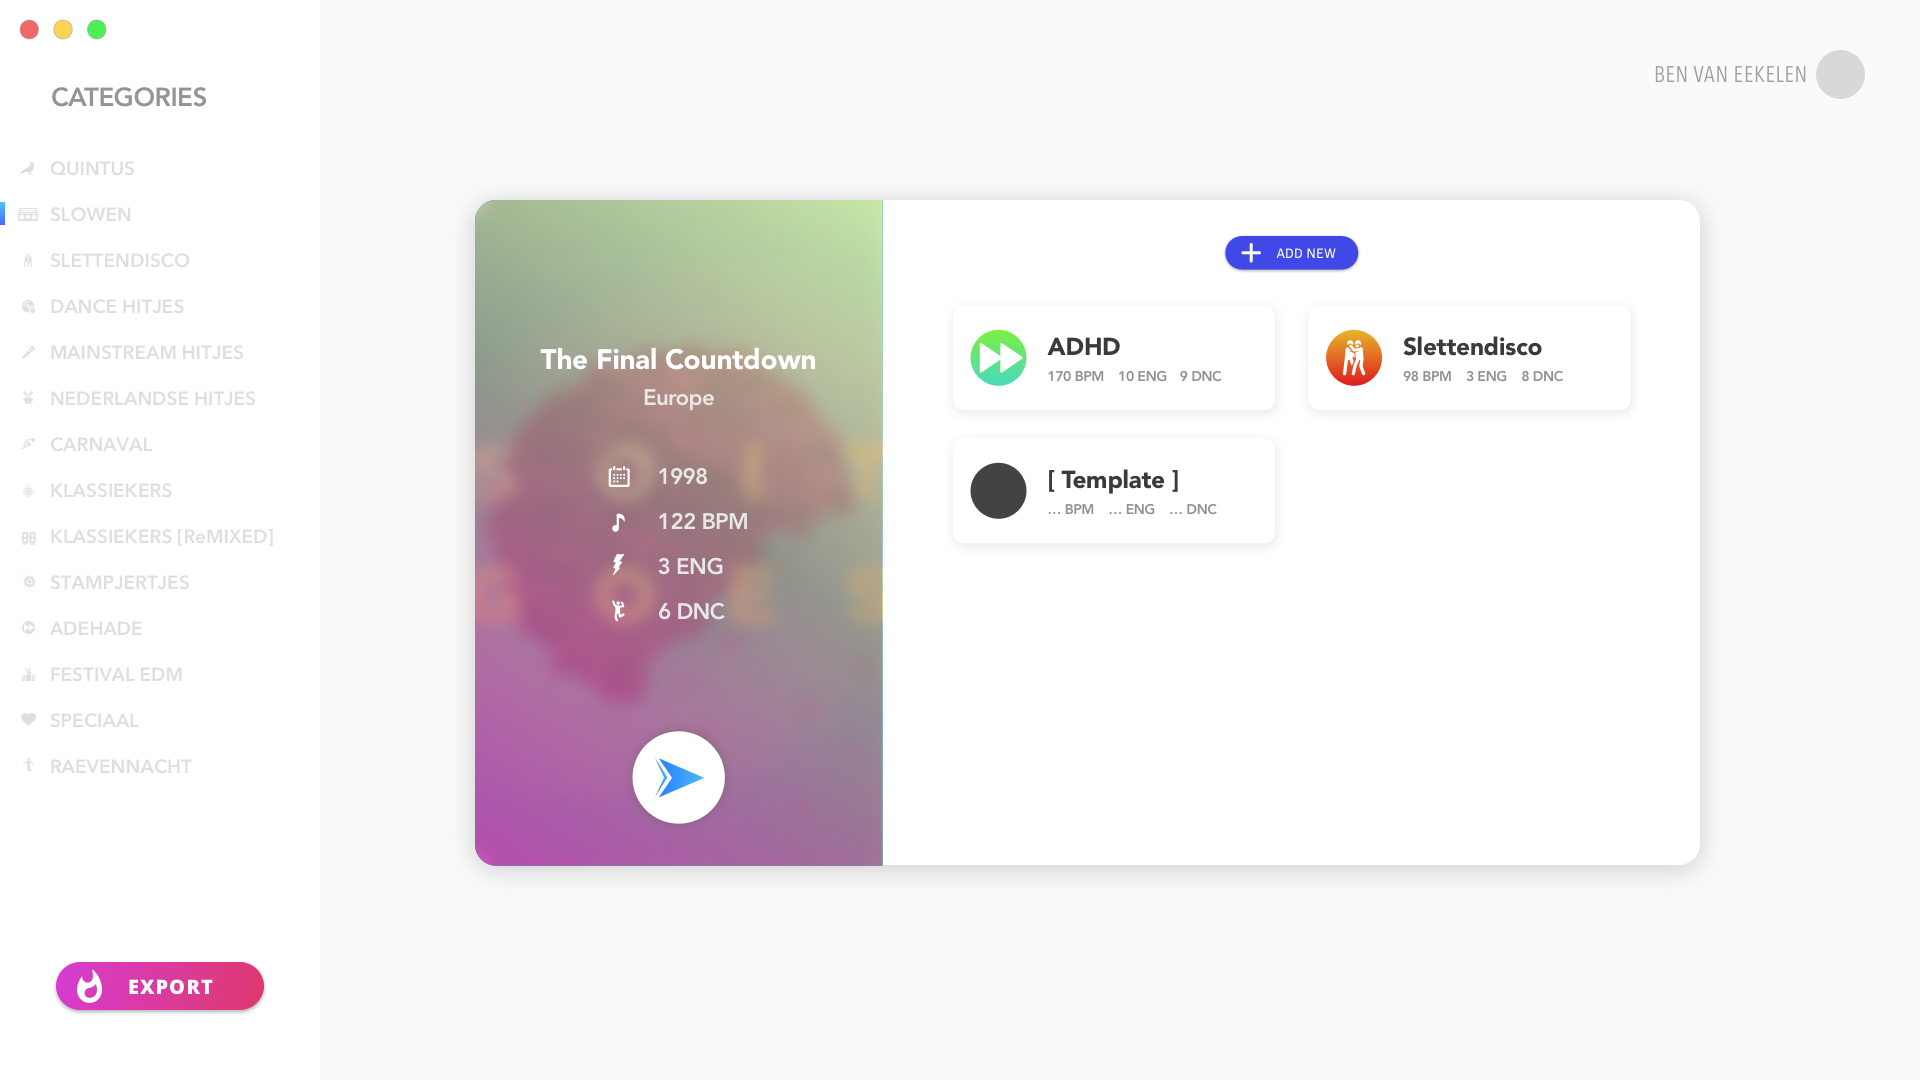 CATEGORIES
QUINTUS
SLOWEN
SLETTENDISCO
DANCE HITJES
MAINSTREAM HITJES
NEDERLANDSE HITJES
CARNAVAL
KLASSIEKERS
KLASSIEKERS [ReMIXED]
STAMPJERTJES
ADEHADE
FESTIVAL EDM
SPECIAAL
RAEVENNACHT
EXPORT
BEN VAN EEKELEN
The Final Countdown
Europe
1998
122 BPM
3 ENG
6 DNC
ADD NEW
ADHD
170 BPM 10 ENG 9 DNC
Slettendisco
98 BPM 3 ENG 8 DNC
[ Template ]
... BPM ... ENG ... DNC